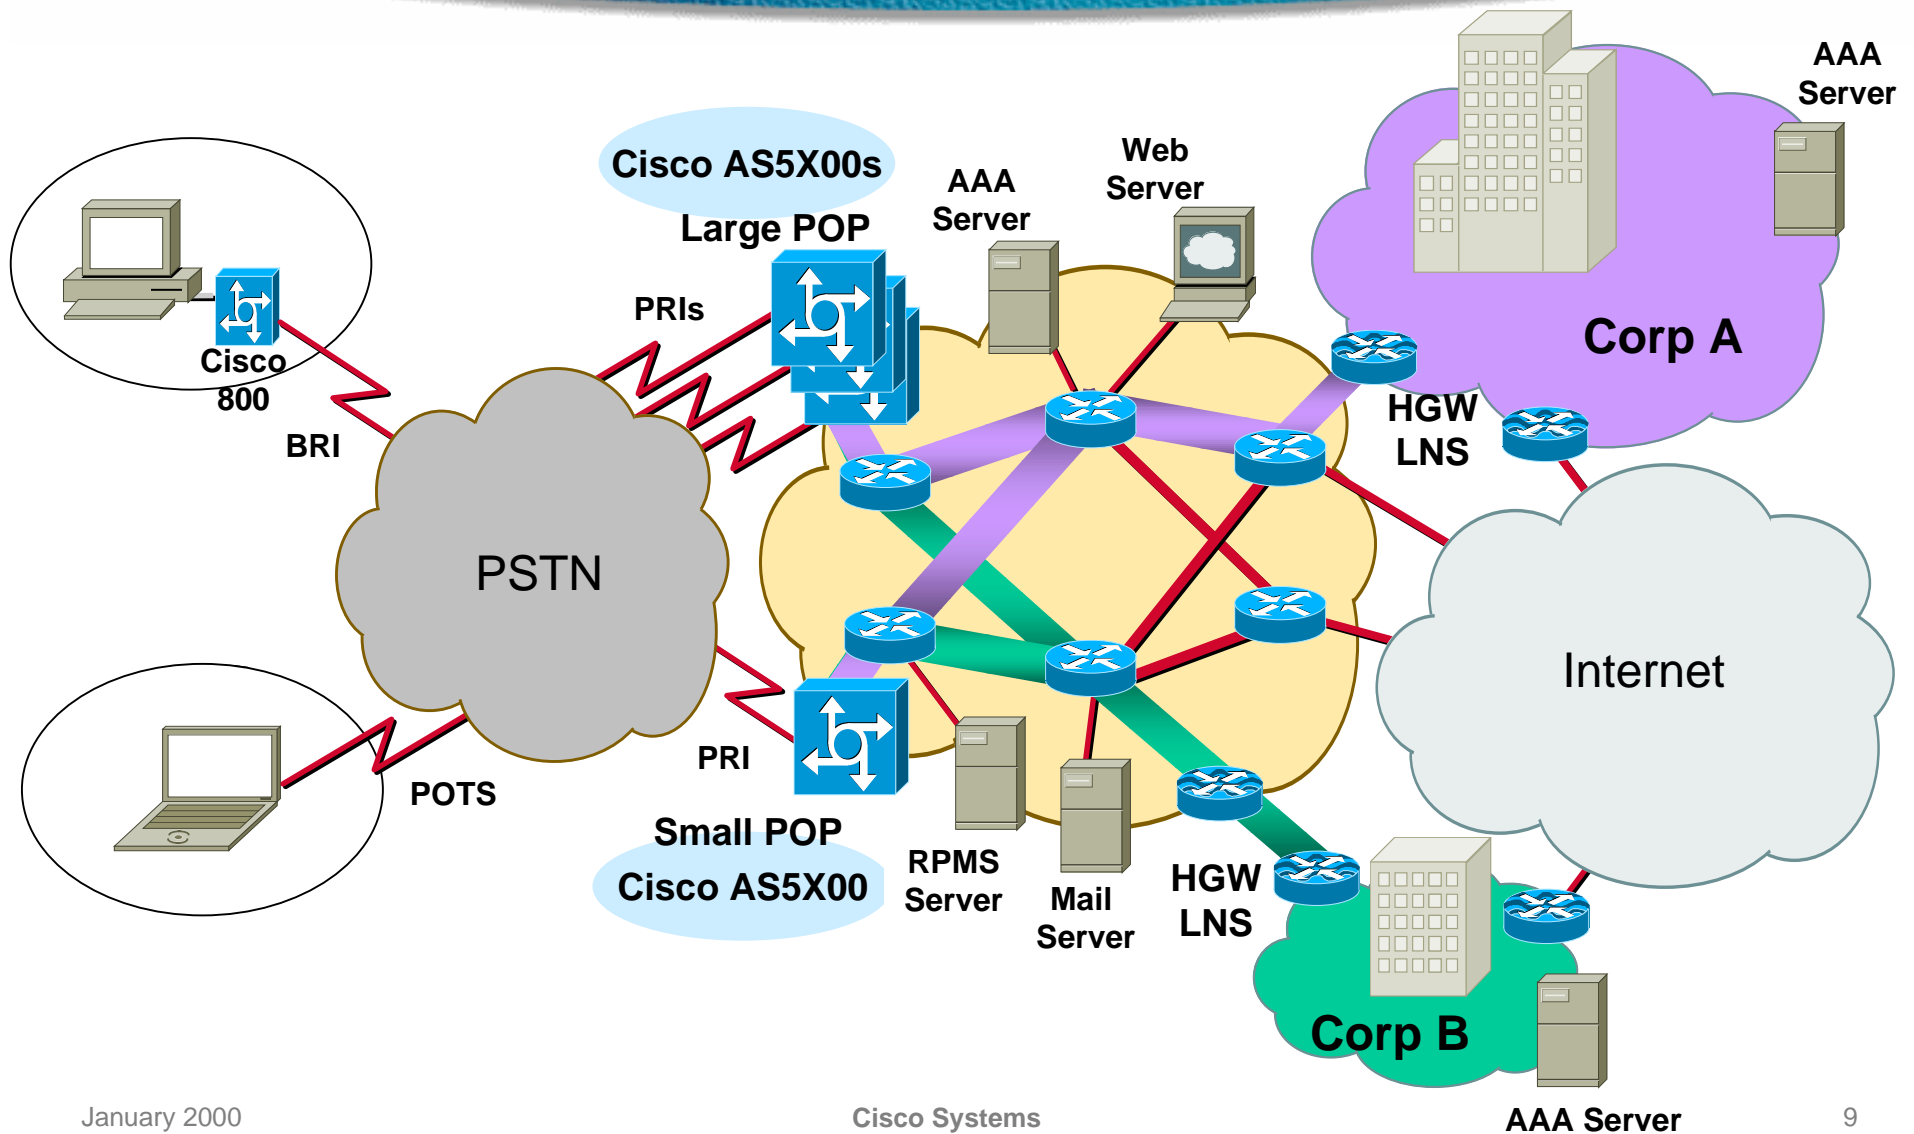 AAA
Server
Cisco AS5X00s
Large POP
AAA
Server
Web
Server
PRIs
Corp A
Cisco
800
BRI
HGW
LNS
PSTN
Internet
PRI
POTS
Small POP
Cisco AS5X00
RPMS
Server
Mail
Server
HGW
LNS
Corp B
AAA Server
January 2000
Cisco Systems
9